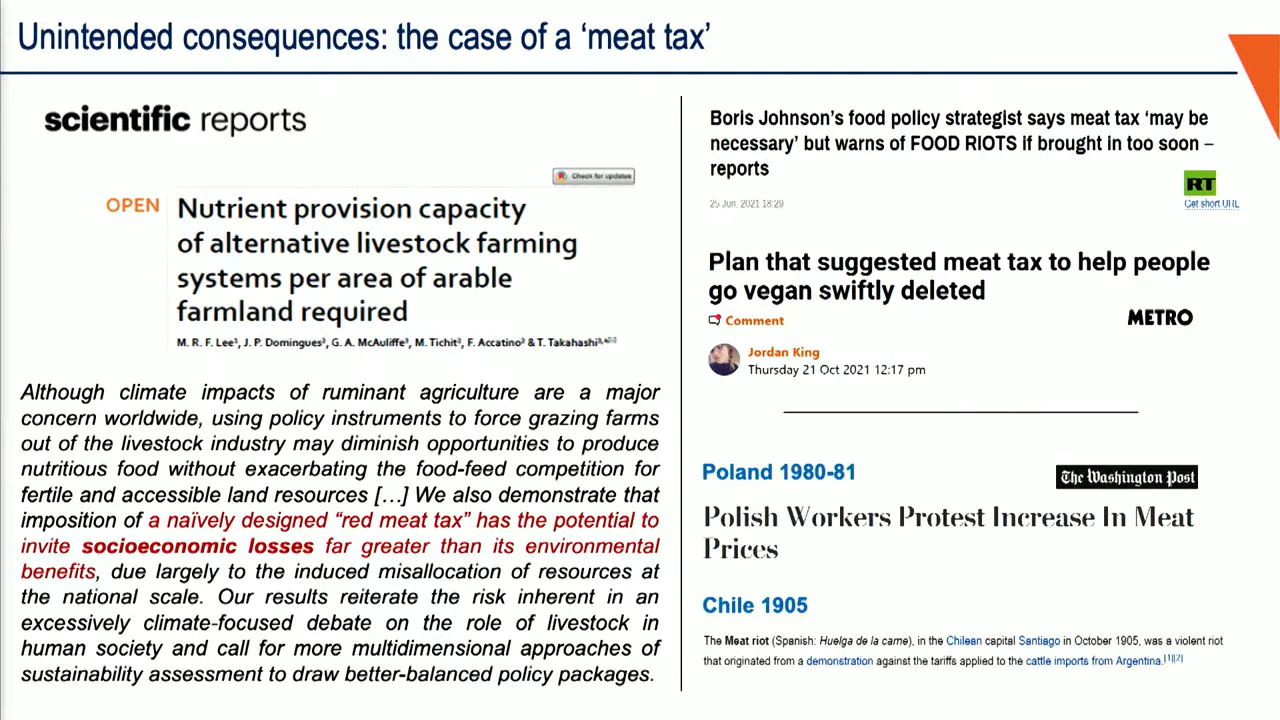 Unintended consequences: the case of a ‘meat tax’
scientific reports
Check for updates
OPEN
Nutrient provision capacity
of alternative livestock farming
systems per area of arable
farmland required
M. R. F. Lee¹, J. P. Domingues², G. A. McAuliffe³, M. Tichit², F. Accatino² & T. Takahashi³,⁴
Although climate impacts of ruminant agriculture are a major
concern worldwide, using policy instruments to force grazing farms
out of the livestock industry may diminish opportunities to produce
nutritious food without exacerbating the food-feed competition for
fertile and accessible land resources […] We also demonstrate that
imposition of a naïvely designed “red meat tax” has the potential to
invite socioeconomic losses far greater than its environmental
benefits, due largely to the induced misallocation of resources at
the national scale. Our results reiterate the risk inherent in an
excessively climate-focused debate on the role of livestock in
human society and call for more multidimensional approaches of
sustainability assessment to draw better-balanced policy packages.
Boris Johnson’s food policy strategist says meat tax ‘may be
necessary’ but warns of FOOD RIOTS if brought in too soon –
reports
25 Jun, 2021 18:29
RT
Get short URL
Plan that suggested meat tax to help people
go vegan swiftly deleted
Comment
METRO
Jordan King
Thursday 21 Oct 2021 12:17 pm
Poland 1980-81
The Washington Post
Polish Workers Protest Increase In Meat
Prices
Chile 1905
The Meat riot (Spanish: Huelga de la carne), in the Chilean capital Santiago in October 1905, was a violent riot
that originated from a demonstration against the tariffs applied to the cattle imports from Argentina.[1][2]